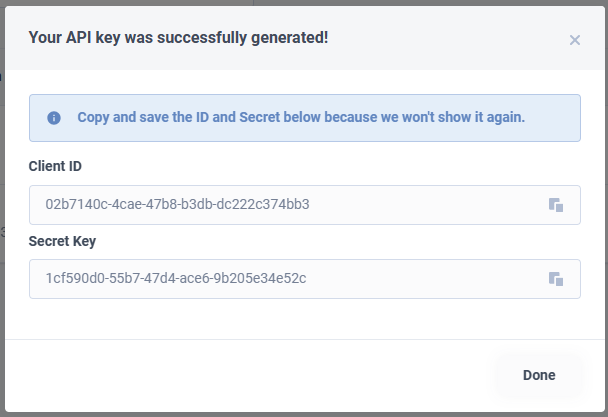 Your API key was successfully generated!
Copy and save the ID and Secret below because we won't show it again.
Client ID
02b7140c-4cae-47b8-b3db-dc222c374bb3
Secret Key
1cf590d0-55b7-47d4-ace6-9b205e34e52c
Done